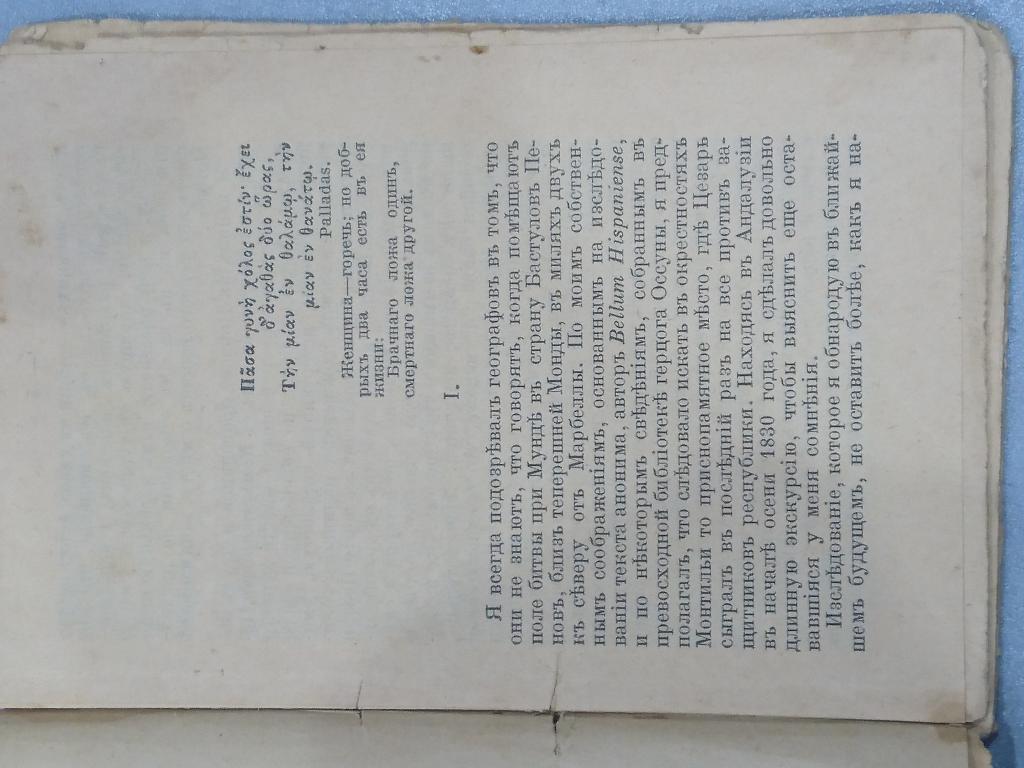 Πᾶσα γυνὴ χόλος ἐστίν· ἔχει
δ’ἀγαθὰς δύο ὥρας,
Τὴν μίαν ἐν θαλάμῳ, τὴν
μίαν ἐν θανάτῳ.
Palladas.
Женщина—горечь; но доб-
рыхъ два часа есть въ ея
жизни:
Брачнаго ложа одинъ,
смертнаго ложа другой.
I.
Я всегда подозрѣвалъ географовъ въ томъ, что
они не знаютъ, что говорятъ, когда помѣщаютъ
поле битвы при Мундѣ въ страну Бастуловъ Пе-
новъ, близъ теперешней Монды, въ миляхъ двухъ
къ сѣверу отъ Марбеллы. По моимъ собствен-
нымъ соображеніямъ, основаннымъ на изслѣдо-
ваніи текста анонима, авторъ Bellum Hispaniense,
и по нѣкоторымъ свѣдѣніямъ, собраннымъ въ
превосходной библіотекѣ герцога Оссуны, я пред-
полагалъ, что слѣдовало искать въ окрестностяхъ
Монтильи то приснопамятное мѣсто, гдѣ Цезарь
сыгралъ въ послѣдній разъ на все противъ за-
щитниковъ республики. Находясь въ Андалузіи
въ началѣ осени 1830 года, я сдѣлалъ довольно
длинную экскурсію, чтобы выяснить еще оста-
вавшіяся у меня сомнѣнія.
Изслѣдованіе, которое я обнародую въ ближай-
шемъ будущемъ, не оставитъ болѣе, какъ я на-